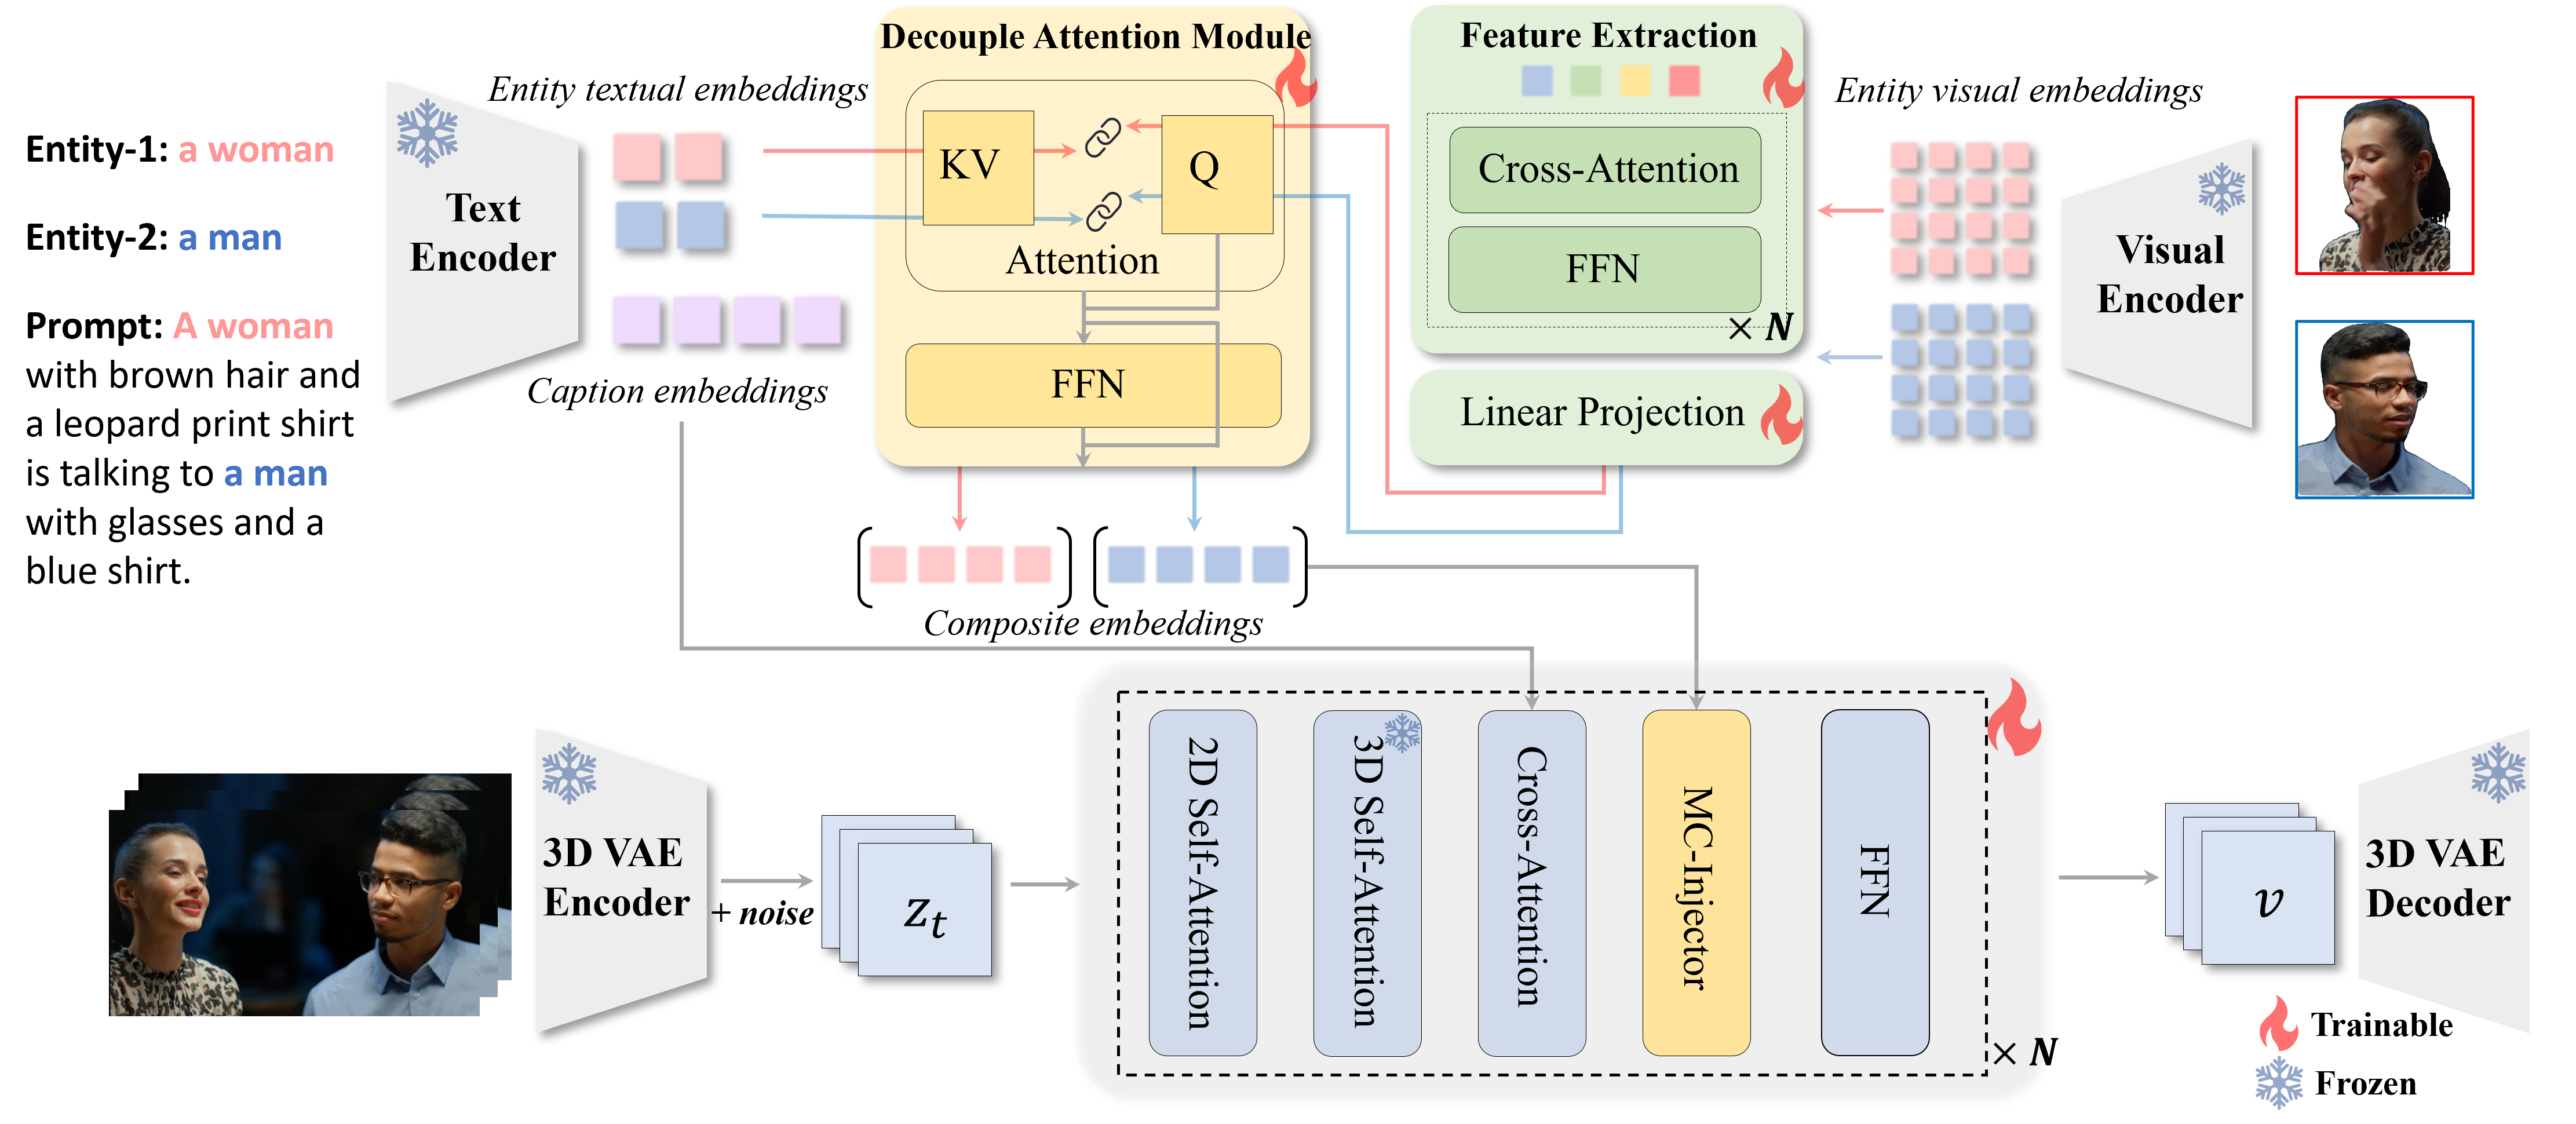 Entity-1: a woman
Entity-2: a man
Prompt: A woman
with brown hair and
a leopard print shirt
is talking to a man
with glasses and a
blue shirt.
Text
Encoder
Entity textual embeddings
Caption embeddings
Decouple Attention Module
KV
Q
Attention
FFN
Feature Extraction
Cross-Attention
FFN
× N
Linear Projection
Entity visual embeddings
Visual
Encoder
Composite embeddings
3D VAE
Encoder
+ noise
z_t
2D Self-Attention
3D Self-Attention
Cross-Attention
MC-Injector
FFN
× N
v
3D VAE
Decoder
Trainable
Frozen